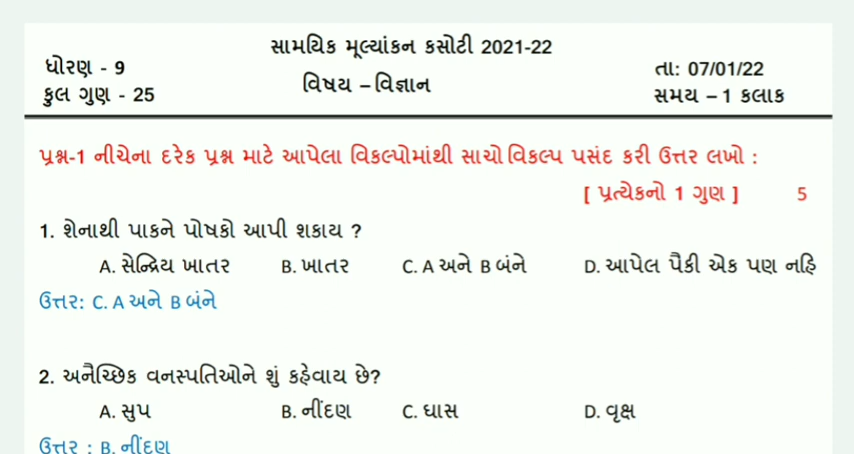 સામયિક મૂલ્યાંકન કસોટી 2021-22
ધોરણ - 9
તા: 07/01/22
વિષય – વિજ્ઞાન
કુલ ગુણ - 25
સમય – 1 કલાક
પ્રશ્ન-1 નીચેના દરેક પ્રશ્ન માટે આપેલા વિકલ્પોમાંથી સાચો વિકલ્પ પસંદ કરી ઉત્તર લખો :
[ પ્રત્યેકનો 1 ગુણ ] 5
1. શેનાથી પાકને પોષકો આપી શકાય ?
A. સેન્દ્રિય ખાતર B. ખાતર C. A અને B બંને D. આપેલ પૈકી એક પણ નહિ
ઉત્તર: C. A અને B બંને
2. અનૈચ્છિક વનસ્પતિઓને શું કહેવાય છે?
A. સુપ B. નીંદણ C. ઘાસ D. વૃક્ષ
ઉત્તર : B. નીંદણ